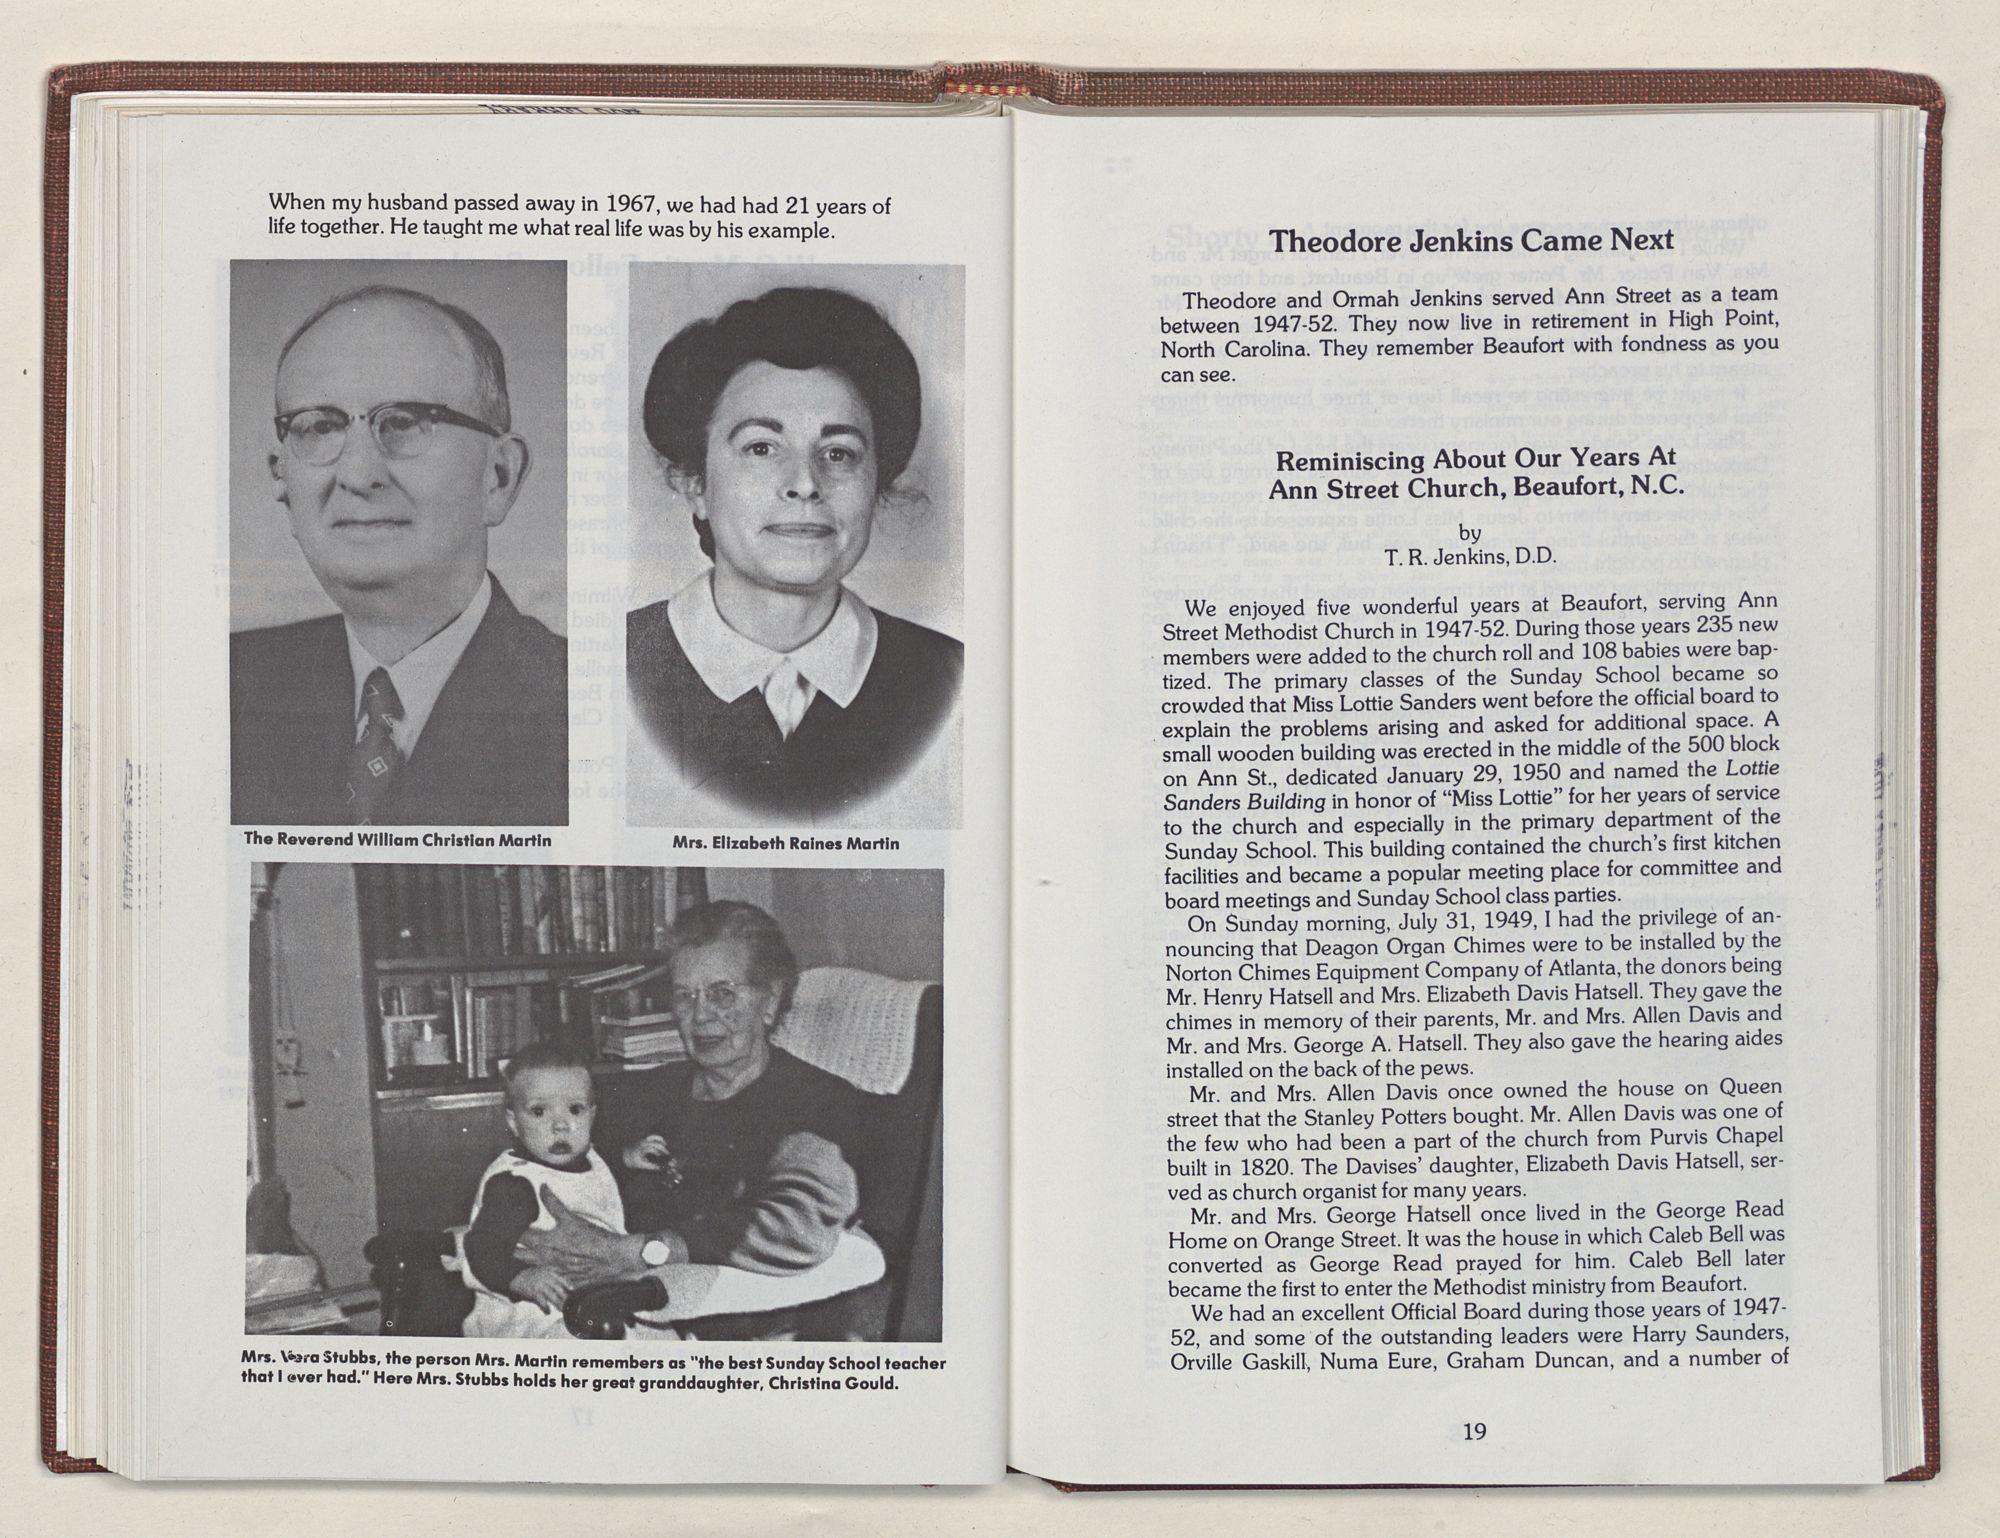 When my husband passed away in 1967, we had had 21 years of
life together. He taught me what real life was by his example.
The Reverend William Christian Martin
Mrs. Elizabeth Raines Martin
Mrs. Vera Stubbs, the person Mrs. Martin remembers as "the best Sunday School teacher
that I ever had." Here Mrs. Stubbs holds her great granddaughter, Christina Gould.
Theodore Jenkins Came Next
Theodore and Ormah Jenkins served Ann Street as a team
between 1947-52. They now live in retirement in High Point,
North Carolina. They remember Beaufort with fondness as you
can see.
Reminiscing About Our Years At
Ann Street Church, Beaufort, N.C.
by
T. R. Jenkins, D.D.
We enjoyed five wonderful years at Beaufort, serving Ann
Street Methodist Church in 1947-52. During those years 235 new
members were added to the church roll and 108 babies were bap-
tized. The primary classes of the Sunday School became so
crowded that Miss Lottie Sanders went before the official board to
explain the problems arising and asked for additional space. A
small wooden building was erected in the middle of the 500 block
on Ann St., dedicated January 29, 1950 and named the Lottie
Sanders Building in honor of “Miss Lottie” for her years of service
to the church and especially in the primary department of the
Sunday School. This building contained the church’s first kitchen
facilities and became a popular meeting place for committee and
board meetings and Sunday School class parties.
On Sunday morning, July 31, 1949, I had the privilege of an-
nouncing that Deagon Organ Chimes were to be installed by the
Norton Chimes Equipment Company of Atlanta, the donors being
Mr. Henry Hatsell and Mrs. Elizabeth Davis Hatsell. They gave the
chimes in memory of their parents, Mr. and Mrs. Allen Davis and
Mr. and Mrs. George A. Hatsell. They also gave the hearing aides
installed on the back of the pews.
Mr. and Mrs. Allen Davis once owned the house on Queen
street that the Stanley Potters bought. Mr. Allen Davis was one of
the few who had been a part of the church from Purvis Chapel
built in 1820. The Davises’ daughter, Elizabeth Davis Hatsell, ser-
ved as church organist for many years.
Mr. and Mrs. George Hatsell once lived in the George Read
Home on Orange Street. It was the house in which Caleb Bell was
converted as George Read prayed for him. Caleb Bell later
became the first to enter the Methodist ministry from Beaufort.
We had an excellent Official Board during those years of 1947-
52, and some of the outstanding leaders were Harry Saunders,
Orville Gaskill, Numa Eure, Graham Duncan, and a number of
19